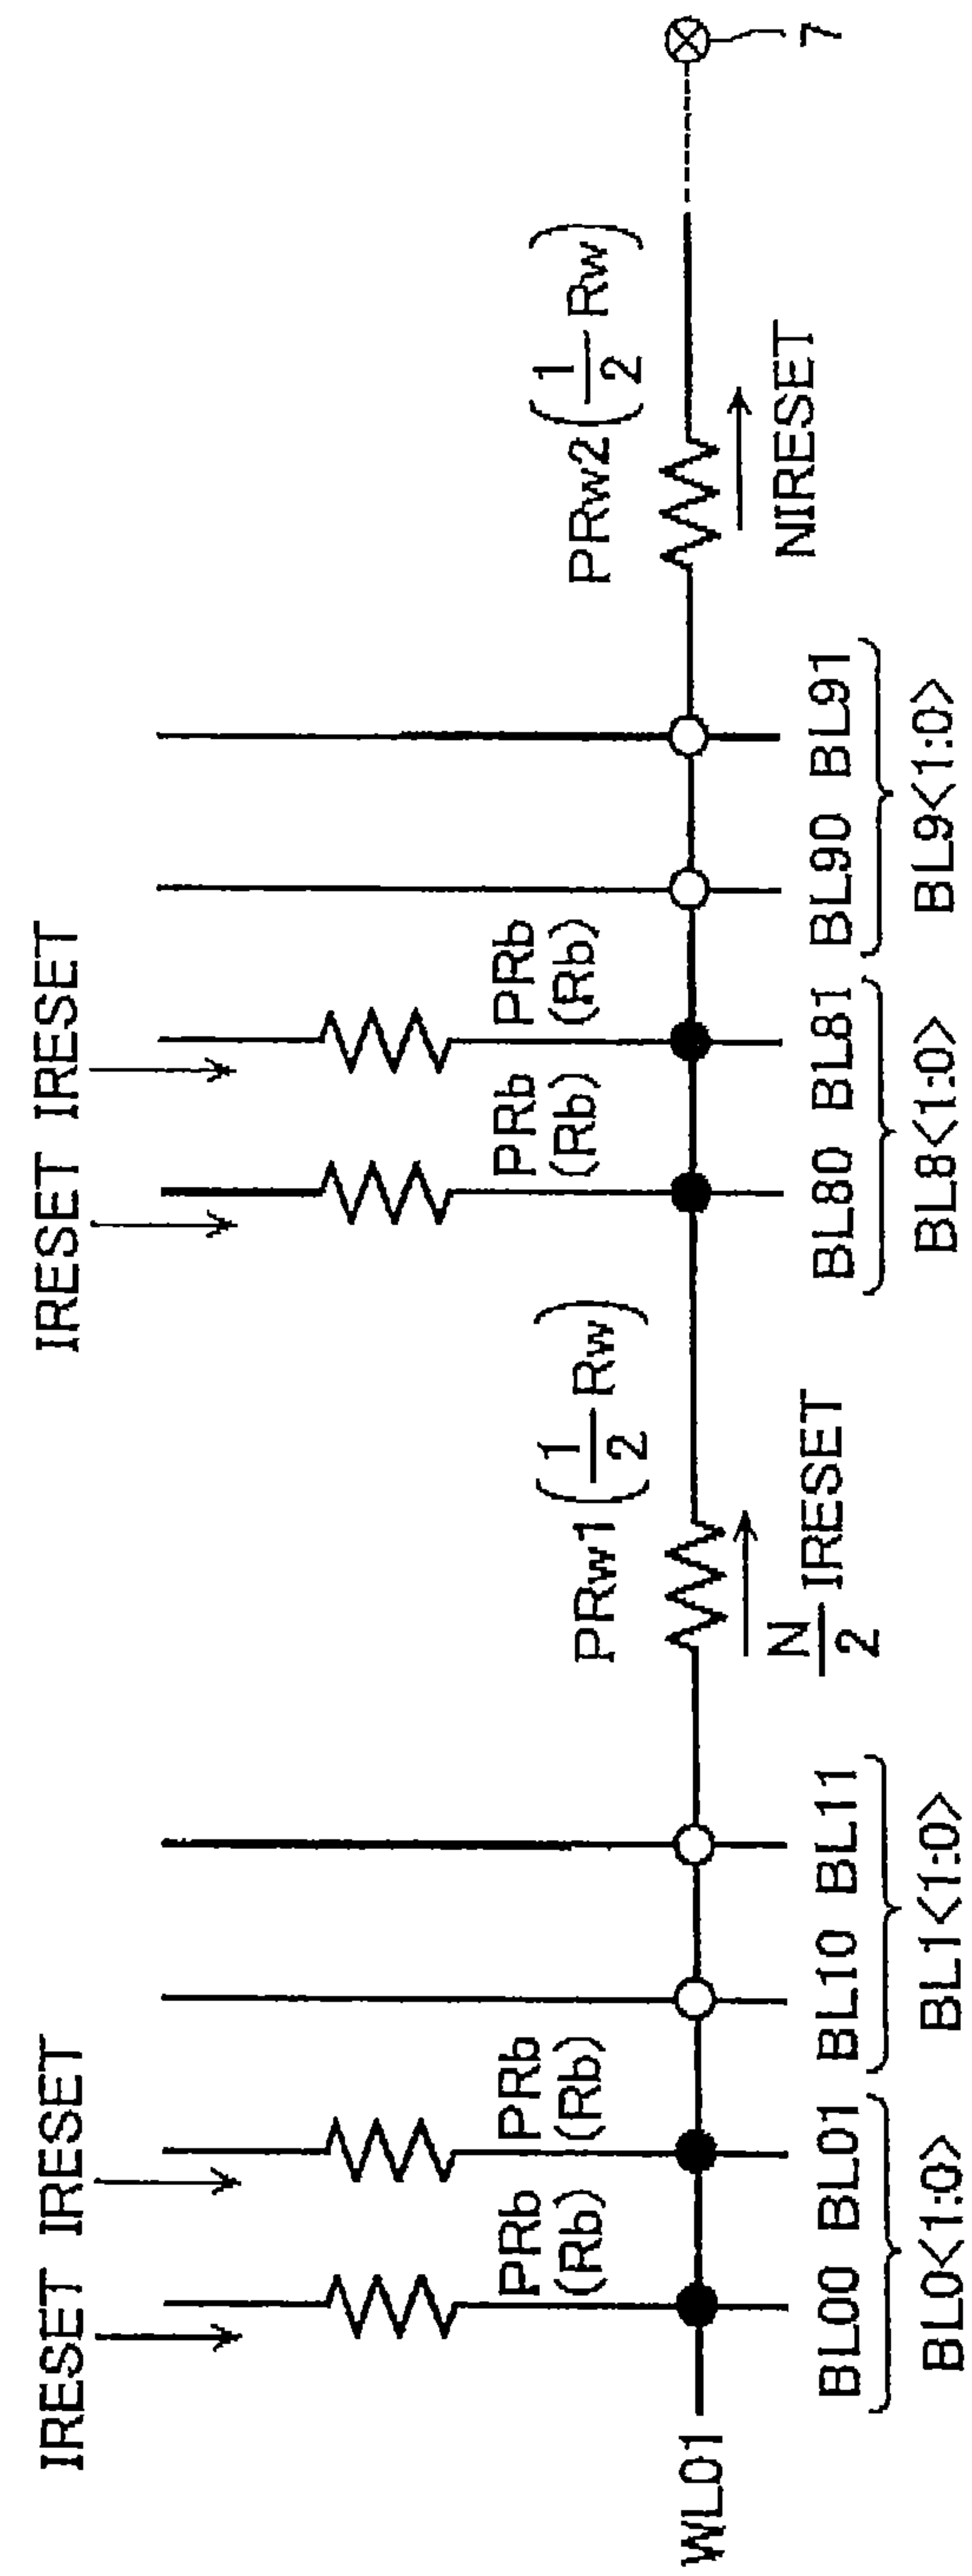 IRESET IRESET
IRESET IRESET
PRb
(Rb)
PRb
(Rb)
PRb
(Rb)
PRb
(Rb)
PRw1(1/2 Rw)
PRw2(1/2 Rw)
WL01
N/2 IRESET
NIRESET
7
BL00 BL01 BL10 BL11
BL80 BL81 BL90 BL91
BL0<1:0> BL1<1:0>
BL8<1:0> BL9<1:0>